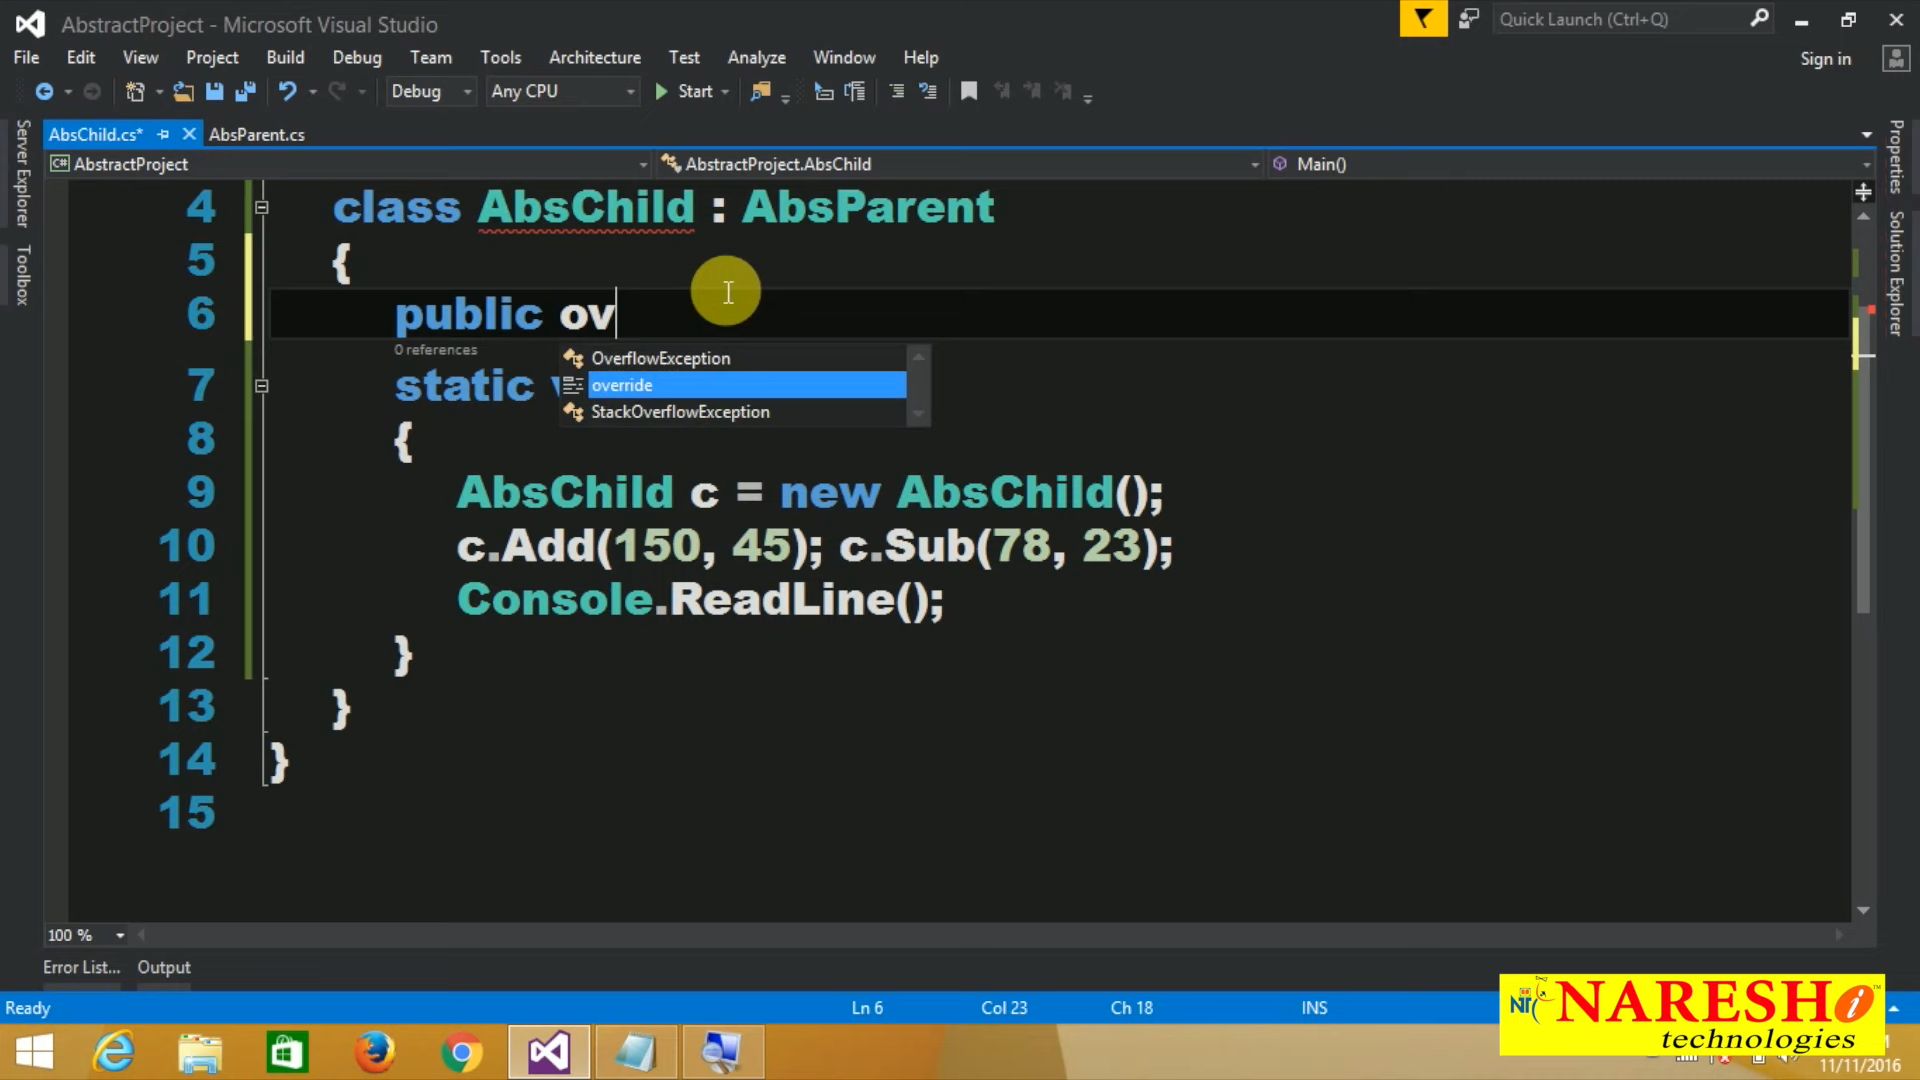 AbstractProject - Microsoft Visual Studio
Quick Launch (Ctrl+Q)
File Edit View Project Build Debug Team Tools Architecture Test Analyze Window Help
Sign in
Debug Any CPU Start
AbsChild.cs* AbsParent.cs
C# AbstractProject AbstractProject.AbsChild Main()
Server Explorer
Toolbox
Properties
Solution Explorer
4 class AbsChild : AbsParent
5 {
6 public ov
0 references
OverflowException
override
StackOverflowException
7 static v
8 {
9 AbsChild c = new AbsChild();
10 c.Add(150, 45); c.Sub(78, 23);
11 Console.ReadLine();
12 }
13 }
14 }
15
100 %
Error List... Output
Ready Ln 6 Col 23 Ch 18 INS
NARESH i
technologies
11/11/2016